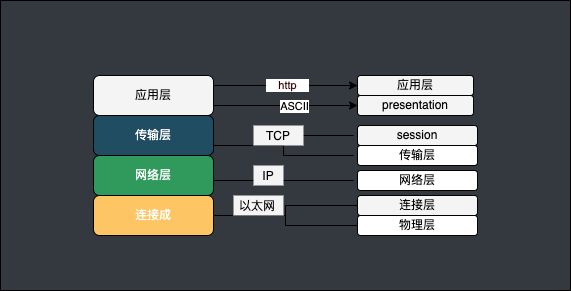 应用层
传输层
网络层
连接成
http
ASCII
TCP
IP
以太网
应用层
presentation
session
传输层
网络层
连接层
物理层